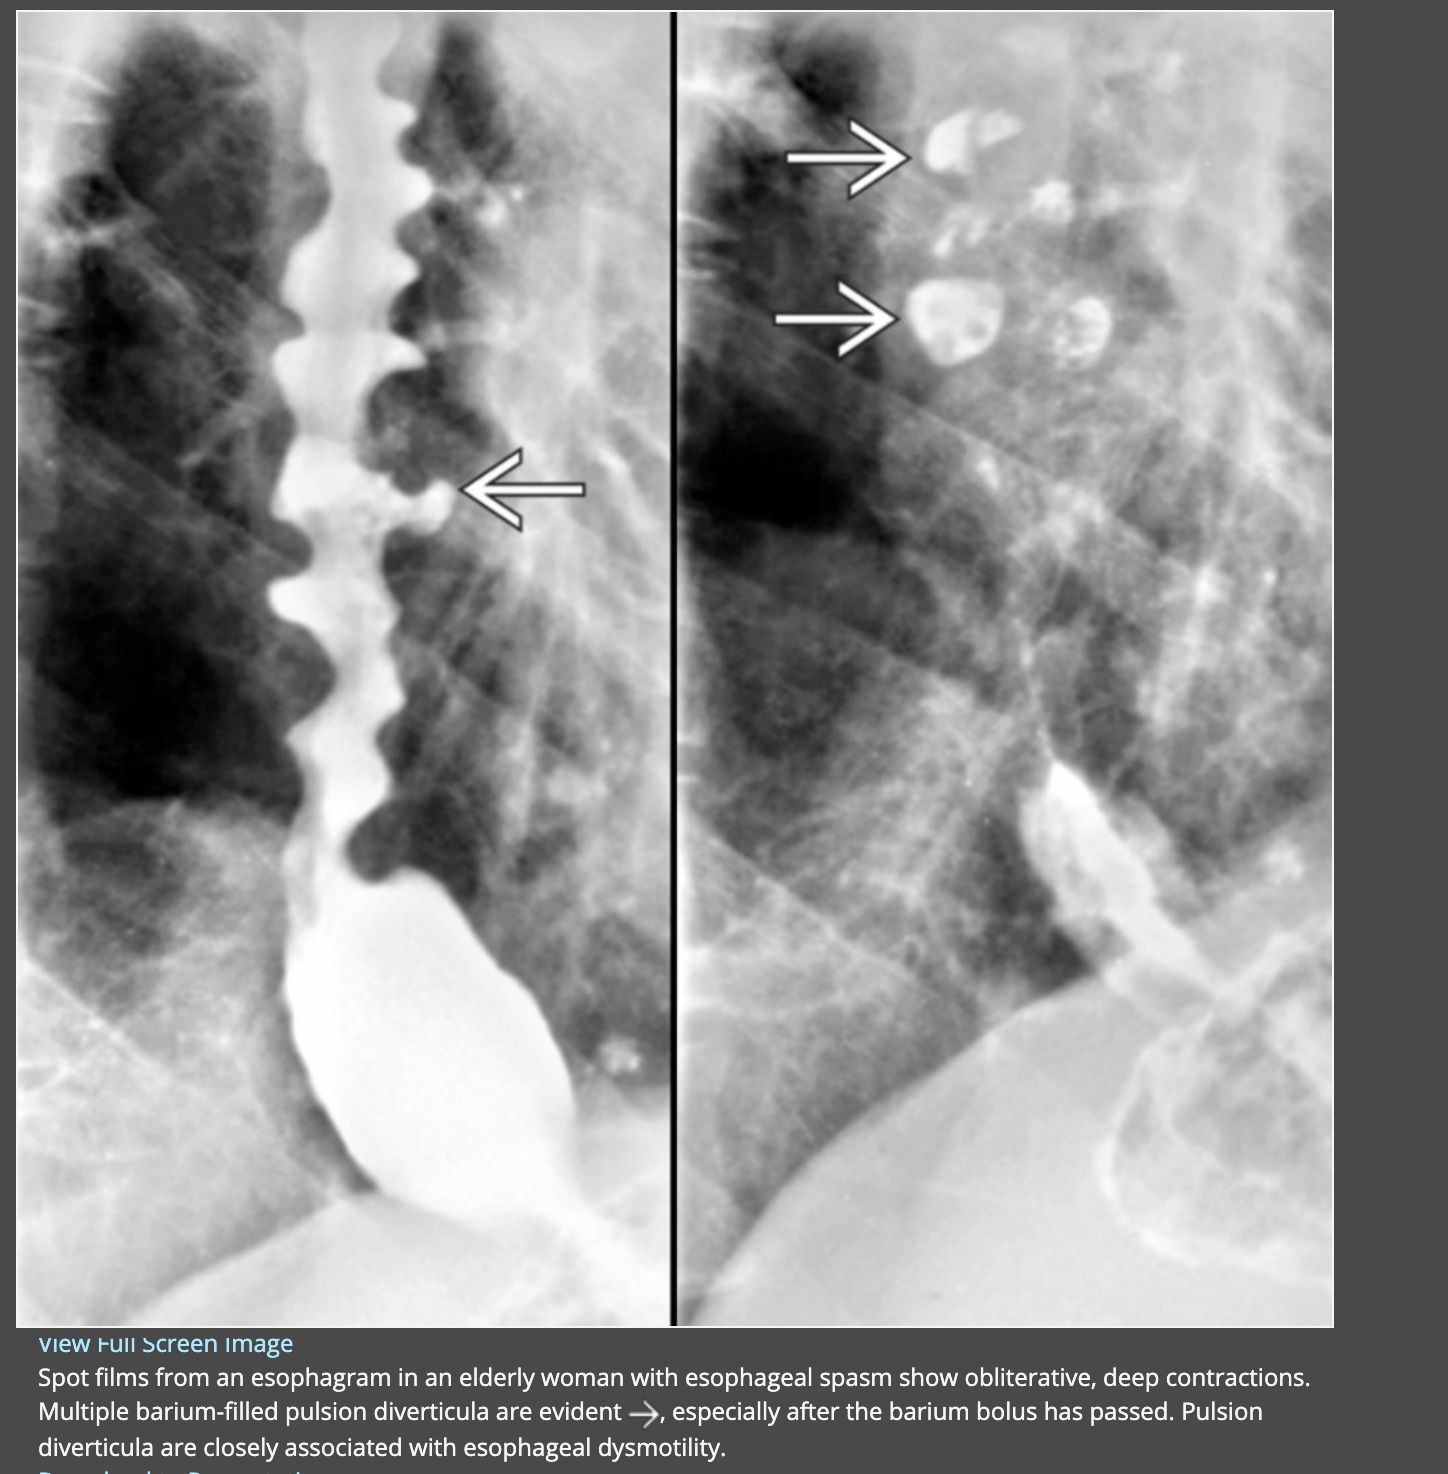 View Full Screen Image
Spot films from an esophagram in an elderly woman with esophageal spasm show obliterative, deep contractions.
Multiple barium-filled pulsion diverticula are evident →, especially after the barium bolus has passed. Pulsion
diverticula are closely associated with esophageal dysmotility.